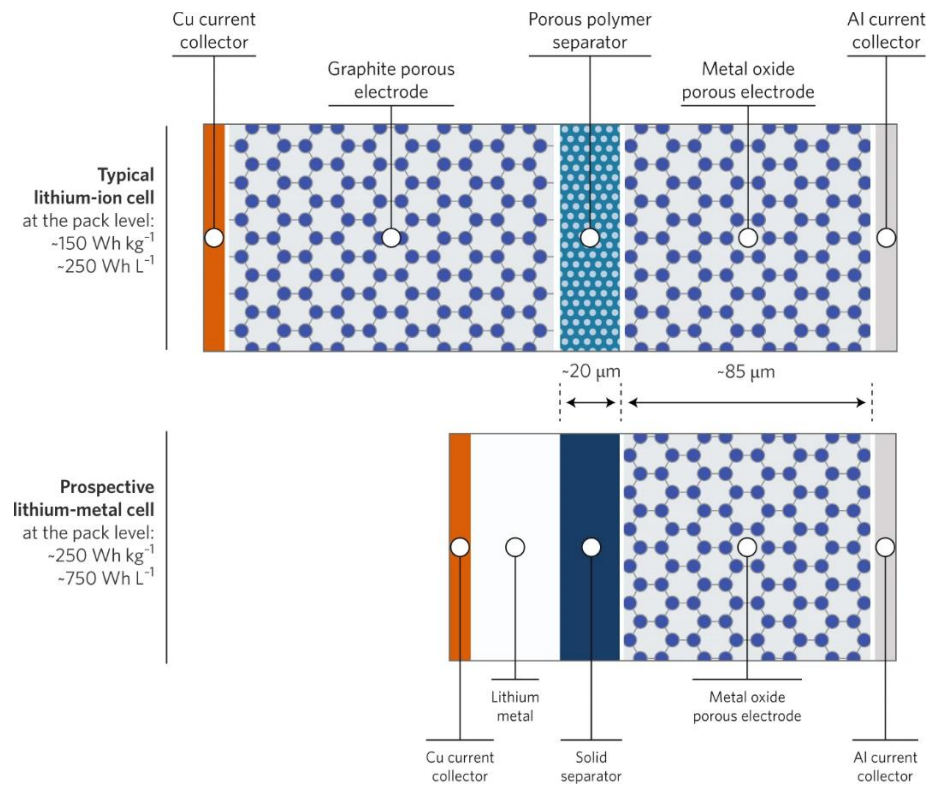 Cu current
collector
Porous polymer
separator
Al current
collector
Graphite porous
electrode
Metal oxide
porous electrode
Typical
lithium-ion cell
at the pack level:
~150 Wh kg⁻¹
~250 Wh L⁻¹
~20 μm
~85 μm
Prospective
lithium-metal cell
at the pack level:
~250 Wh kg⁻¹
~750 Wh L⁻¹
Lithium
metal
Metal oxide
porous electrode
Cu current
collector
Solid
separator
Al current
collector